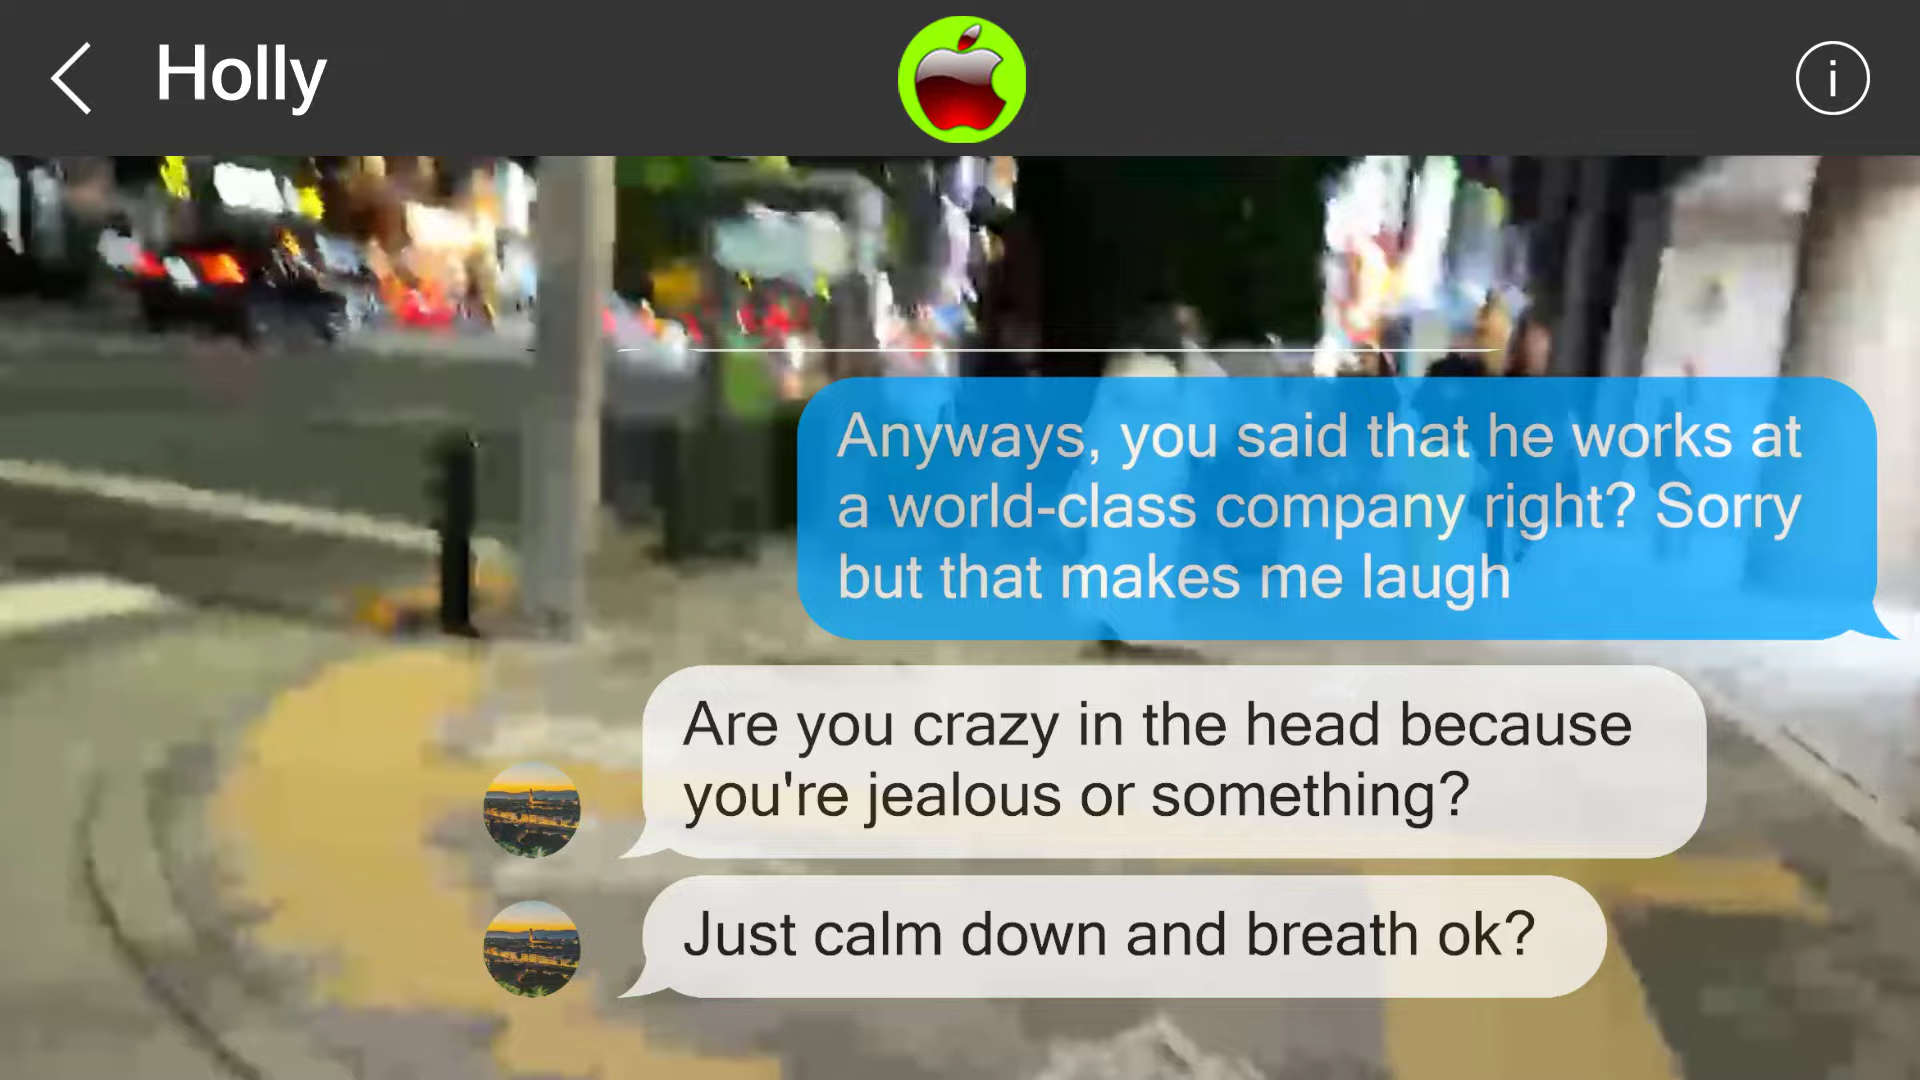 Holly
i
Anyways, you said that he works at
a world-class company right? Sorry
but that makes me laugh
Are you crazy in the head because
you're jealous or something?
Just calm down and breath ok?